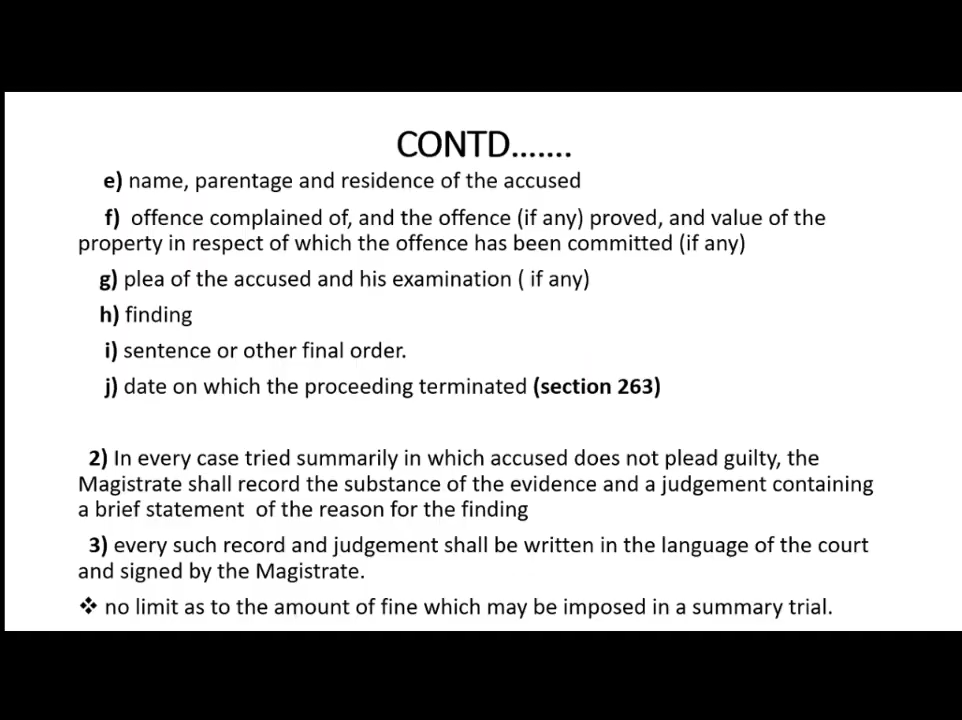 CONTD.......
e) name, parentage and residence of the accused
f) offence complained of, and the offence (if any) proved, and value of the
property in respect of which the offence has been committed (if any)
g) plea of the accused and his examination ( if any)
h) finding
i) sentence or other final order.
j) date on which the proceeding terminated (section 263)
2) In every case tried summarily in which accused does not plead guilty, the
Magistrate shall record the substance of the evidence and a judgement containing
a brief statement of the reason for the finding
3) every such record and judgement shall be written in the language of the court
and signed by the Magistrate.
❖ no limit as to the amount of fine which may be imposed in a summary trial.